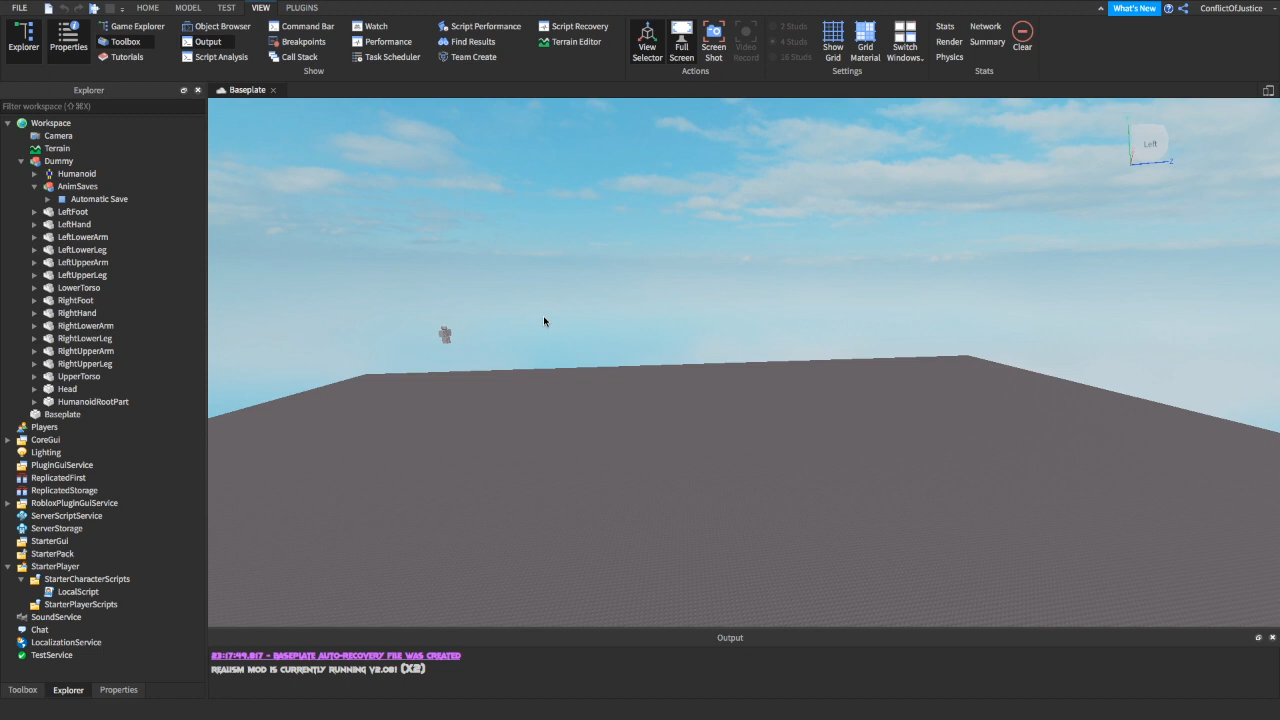 FILE HOME MODEL TEST VIEW PLUGINS What's New ConflictOfJustice
Explorer Properties
Game Explorer Object Browser Command Bar Watch Script Performance Script Recovery
Toolbox Output Breakpoints Performance Find Results Terrain Editor
Tutorials Script Analysis Call Stack Task Scheduler Team Create
Show
View Selector
Full Screen
Screen Shot
Video Record
Actions
2 Studs
4 Studs
16 Studs
Show Grid
Grid Material
Switch Windows..
Settings
Stats Network
Render Summary
Physics
Clear
Stats
Explorer
Baseplate
Filter workspace (⇧⌘X)
Workspace
Camera
Terrain
Dummy
Humanoid
AnimSaves
Automatic Save
LeftFoot
LeftHand
LeftLowerArm
LeftLowerLeg
LeftUpperArm
LeftUpperLeg
LowerTorso
RightFoot
RightHand
RightLowerArm
RightLowerLeg
RightUpperArm
RightUpperLeg
UpperTorso
Head
HumanoidRootPart
Baseplate
Players
CoreGui
Lighting
PluginGuiService
ReplicatedFirst
ReplicatedStorage
RobloxPluginGuiService
ServerScriptService
ServerStorage
StarterGui
StarterPack
StarterPlayer
StarterCharacterScripts
LocalScript
StarterPlayerScripts
SoundService
Chat
LocalizationService
TestService
Toolbox Explorer Properties
Left
Z
Output
23:17:49.817 - BASEPLATE AUTO-RECOVERY FILE WAS CREATED
REALISM MOD IS CURRENTLY RUNNING V2.08! (X2)